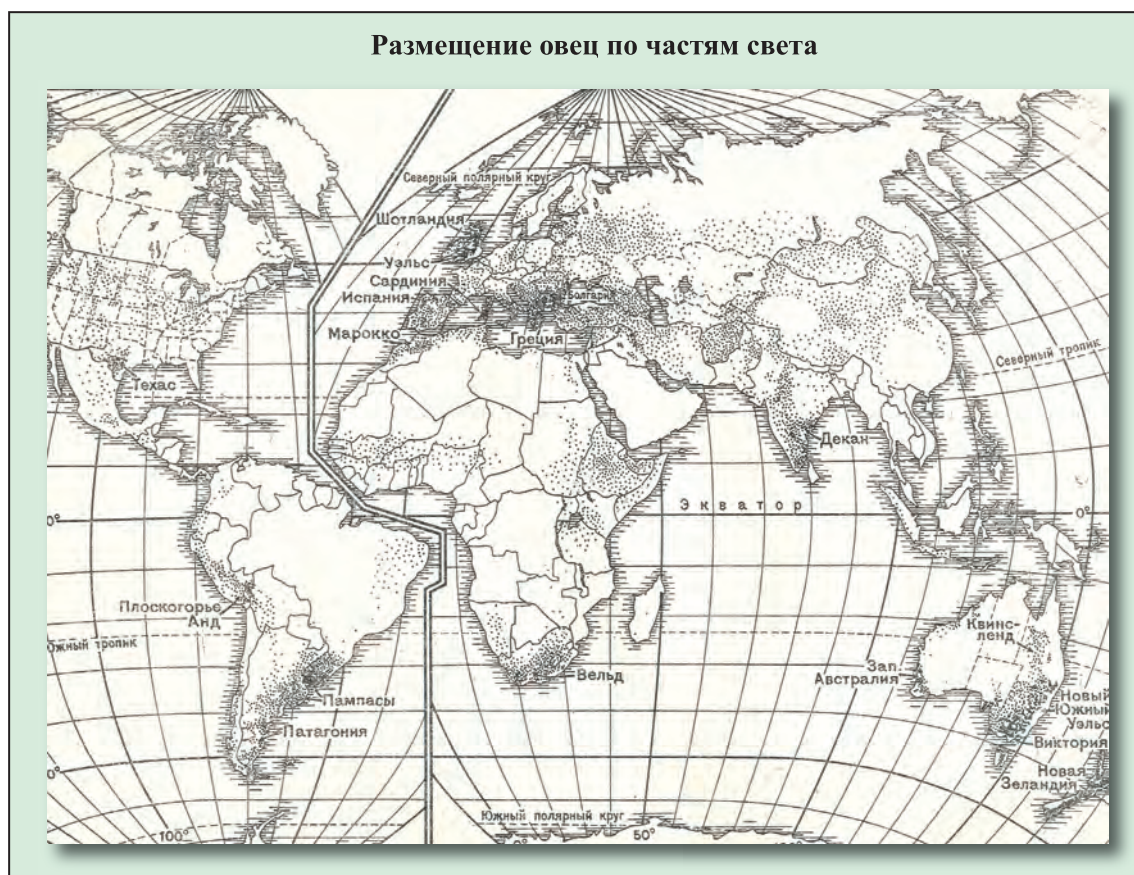 Размещение овец по частям света
Северный полярный круг
Шотландия
Уэльс
Сардиния
Испания
Болгария
Марокко
Греция
Северный тропик
Техас
Декан
Экватор
0°
0°
Плоскогорье
Анд
Квинс-
ленд
Южный тропик
Зап.
Австралия
Вельд
Пампасы
Новый
Южный
Уэльс
Патагония
Виктория
Новая
Зеландия
0°
Южный полярный круг
100°
0°
50°